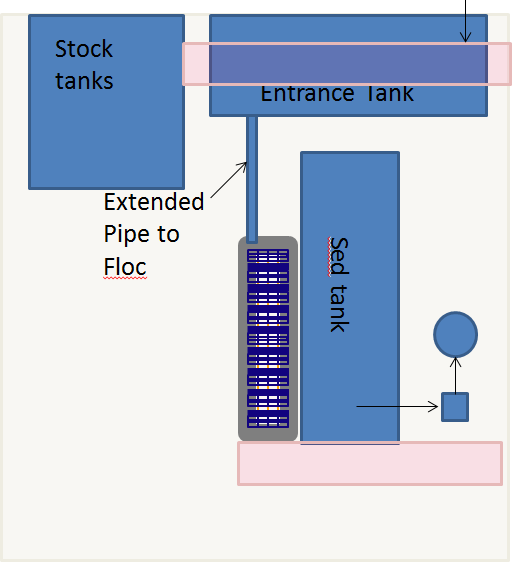 Stock
tanks
Entrance Tank
Extended
Pipe to
Floc
Sed tank